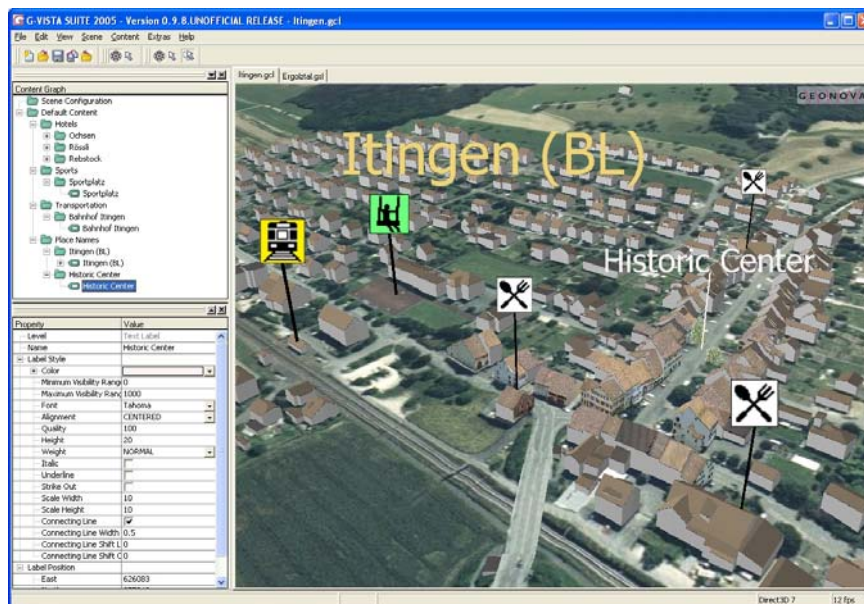 G-VISTA SUITE 2005 - Version 0.9.8.UNOFFICIAL RELEASE - Itingen.gcl
File Edit View Scene Content Extras Help
Itingen.gcl Ergolztal.gsl
Content Graph
Scene Configuration
Default Content
Hotels
Ochsen
Rössli
Rebstock
Sports
Sportplatz
Sportplatz
Transportation
Bahnhof Itingen
Bahnhof Itingen
Place Names
Itingen (BL)
Itingen (BL)
Historic Center
Historic Center
Property Value
Level Text Label
Name Historic Center
Label Style
Color
Minimum Visibility Rang 0
Maximum Visibility Rang 1000
Font Tahoma
Alignment CENTERED
Quality 100
Height 20
Weight NORMAL
Italic
Underline
Strike Out
Scale Width 10
Scale Height 10
Connecting Line
Connecting Line Width 0.5
Connecting Line Shift L 0
Connecting Line Shift C 0
Label Position
East 626083
GEONOVA
Itingen (BL)
Historic Center
Direct3D 7 12 fps